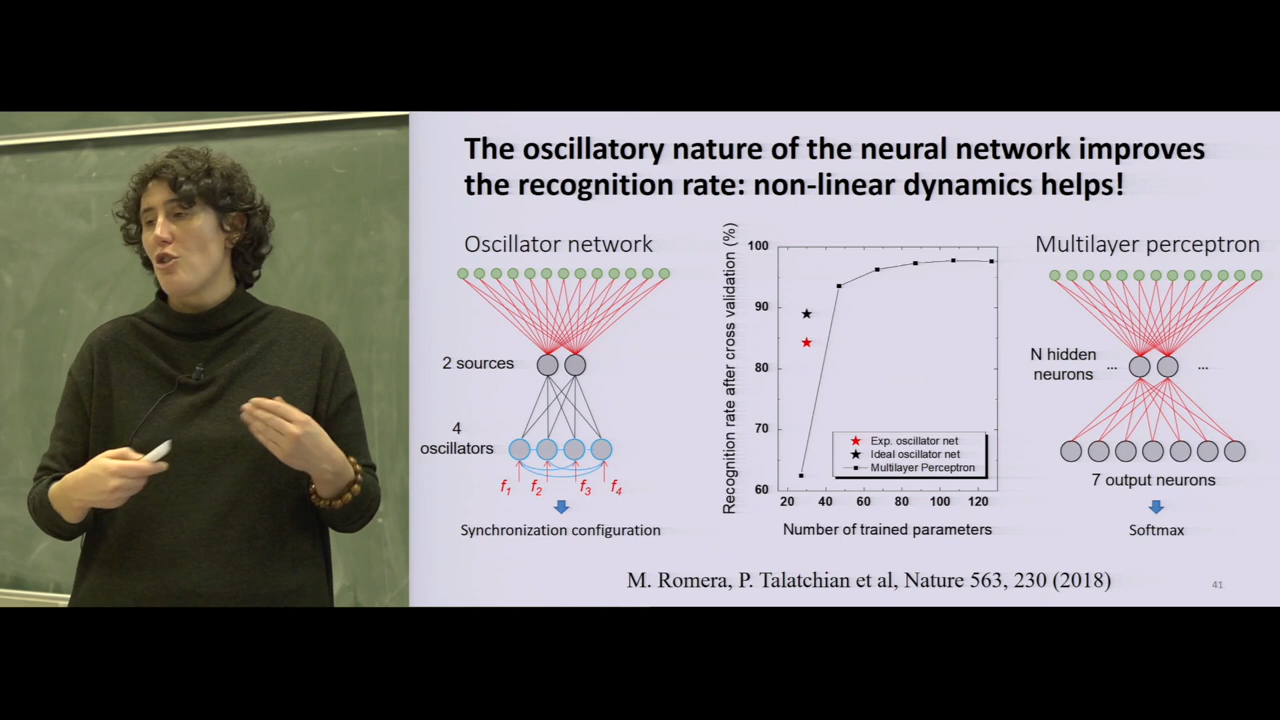 The oscillatory nature of the neural network improves
the recognition rate: non-linear dynamics helps!
Oscillator network
2 sources
4
oscillators
f1 f2 f3 f4
Synchronization configuration
Recognition rate after cross validation (%)
100
90
80
70
60
20 40 60 80 100 120
Number of trained parameters
Exp. oscillator net
Ideal oscillator net
Multilayer Perceptron
Multilayer perceptron
N hidden
neurons
...
...
7 output neurons
Softmax
M. Romera, P. Talatchian et al, Nature 563, 230 (2018)
41